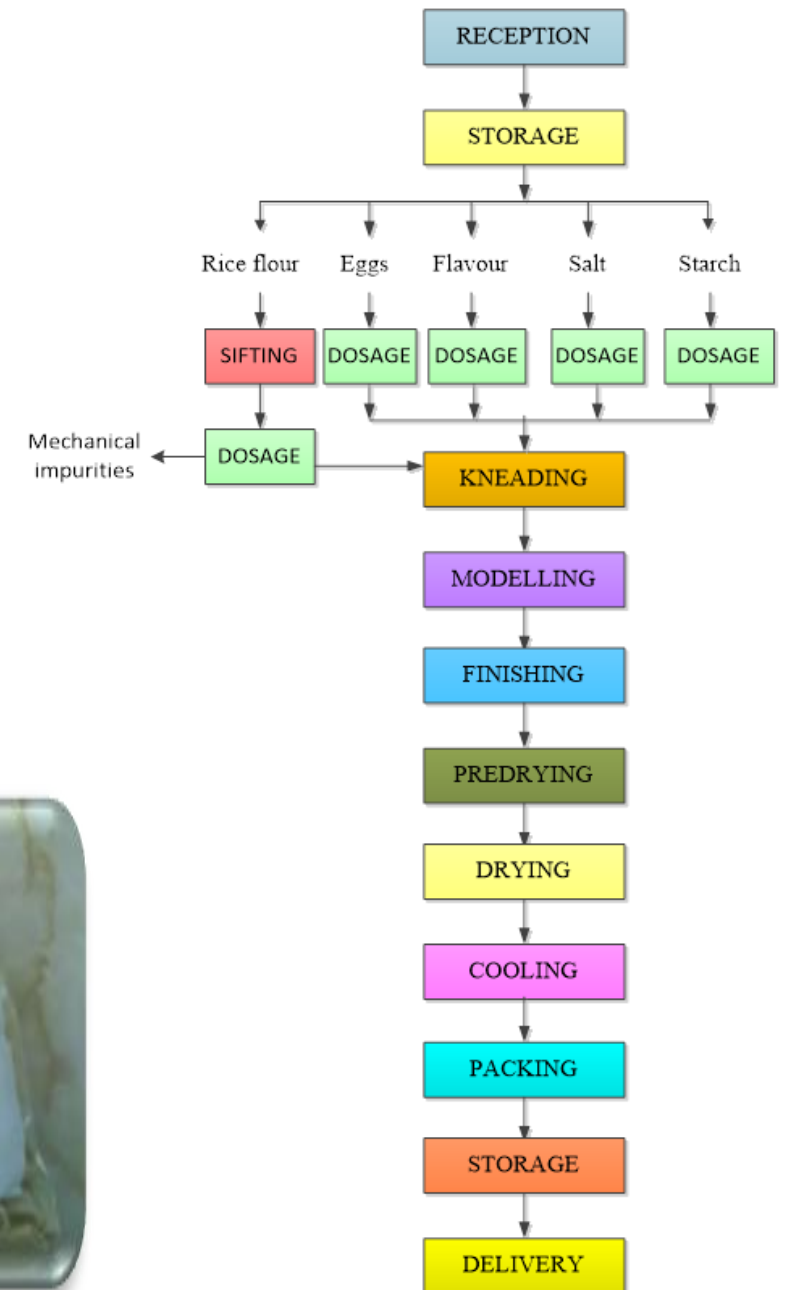 RECEPTION
STORAGE
Rice flour
Eggs
Flavour
Salt
Starch
SIFTING
DOSAGE
DOSAGE
DOSAGE
DOSAGE
Mechanical
impurities
DOSAGE
KNEADING
MODELLING
FINISHING
PREDRYING
DRYING
COOLING
PACKING
STORAGE
DELIVERY